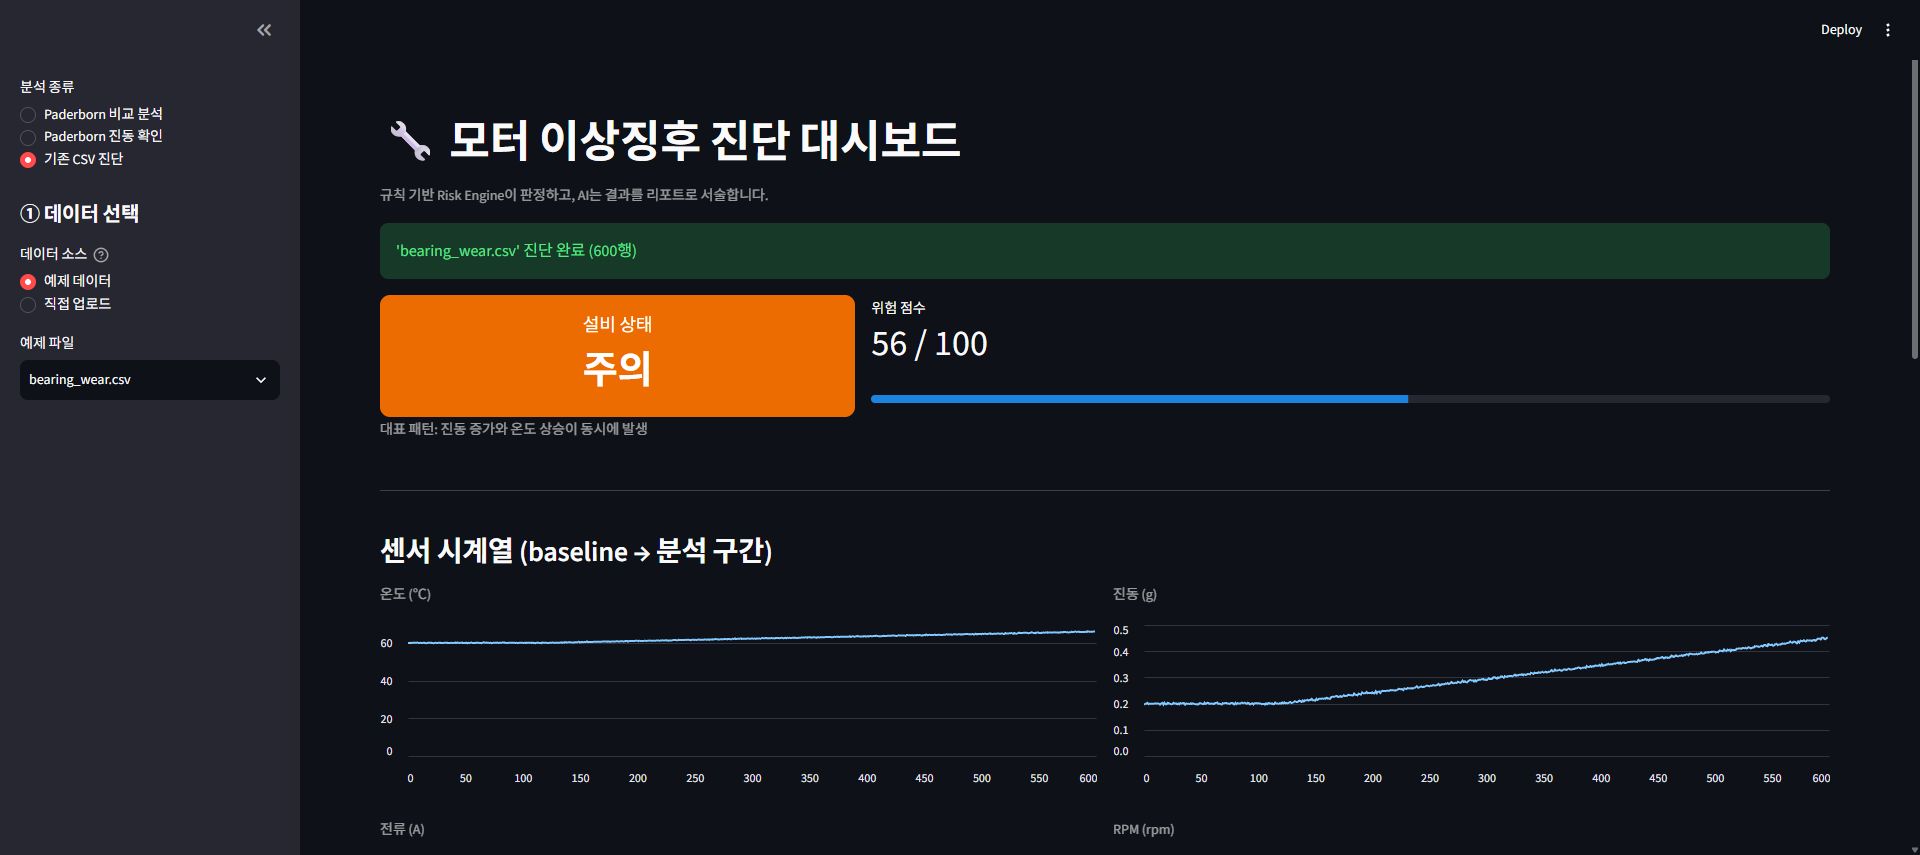 Deploy
분석 종류
Paderborn 비교 분석
Paderborn 진동 확인
기존 CSV 진단
① 데이터 선택
데이터 소스
예제 데이터
직접 업로드
예제 파일
bearing_wear.csv
모터 이상징후 진단 대시보드
규칙 기반 Risk Engine이 판정하고, AI는 결과를 리포트로 서술합니다.
'bearing_wear.csv' 진단 완료 (600행)
설비 상태
주의
위험 점수
56 / 100
대표 패턴: 진동 증가와 온도 상승이 동시에 발생
센서 시계열 (baseline → 분석 구간)
온도 (℃)
60
40
20
0
0 50 100 150 200 250 300 350 400 450 500 550 600
진동 (g)
0.5
0.4
0.3
0.2
0.1
0.0
0 50 100 150 200 250 300 350 400 450 500 550 600
전류 (A)
RPM (rpm)